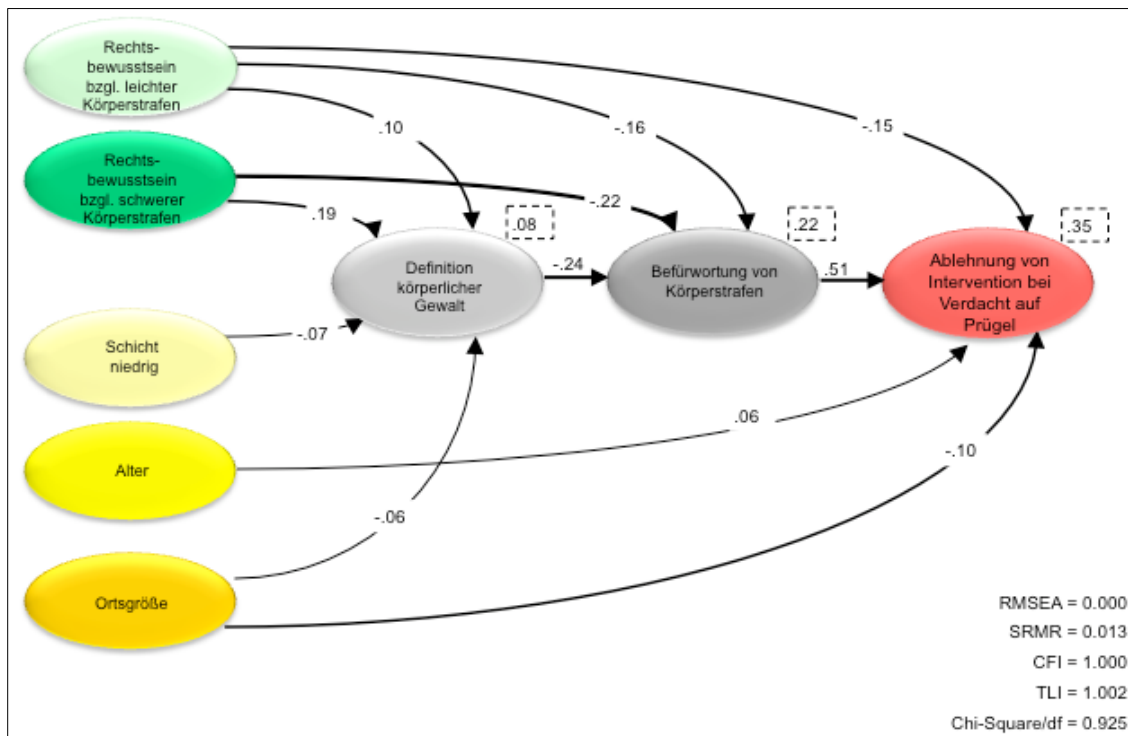 Rechts-
bewusstsein
bzgl. leichter
Körperstrafen
-.15
-.16
.10
Rechts-
bewusstsein
bzgl. schwerer
Körperstrafen
-.22
.19
.08
.22
.35
Definition
körperlicher
Gewalt
-.24
Befürwortung von
Körperstrafen
.51
Ablehnung von
Intervention bei
Verdacht auf
Prügel
-.07
Schicht
niedrig
.06
Alter
-.10
-.06
Ortsgröße
RMSEA = 0.000
SRMR = 0.013
CFI = 1.000
TLI = 1.002
Chi-Square/df = 0.925